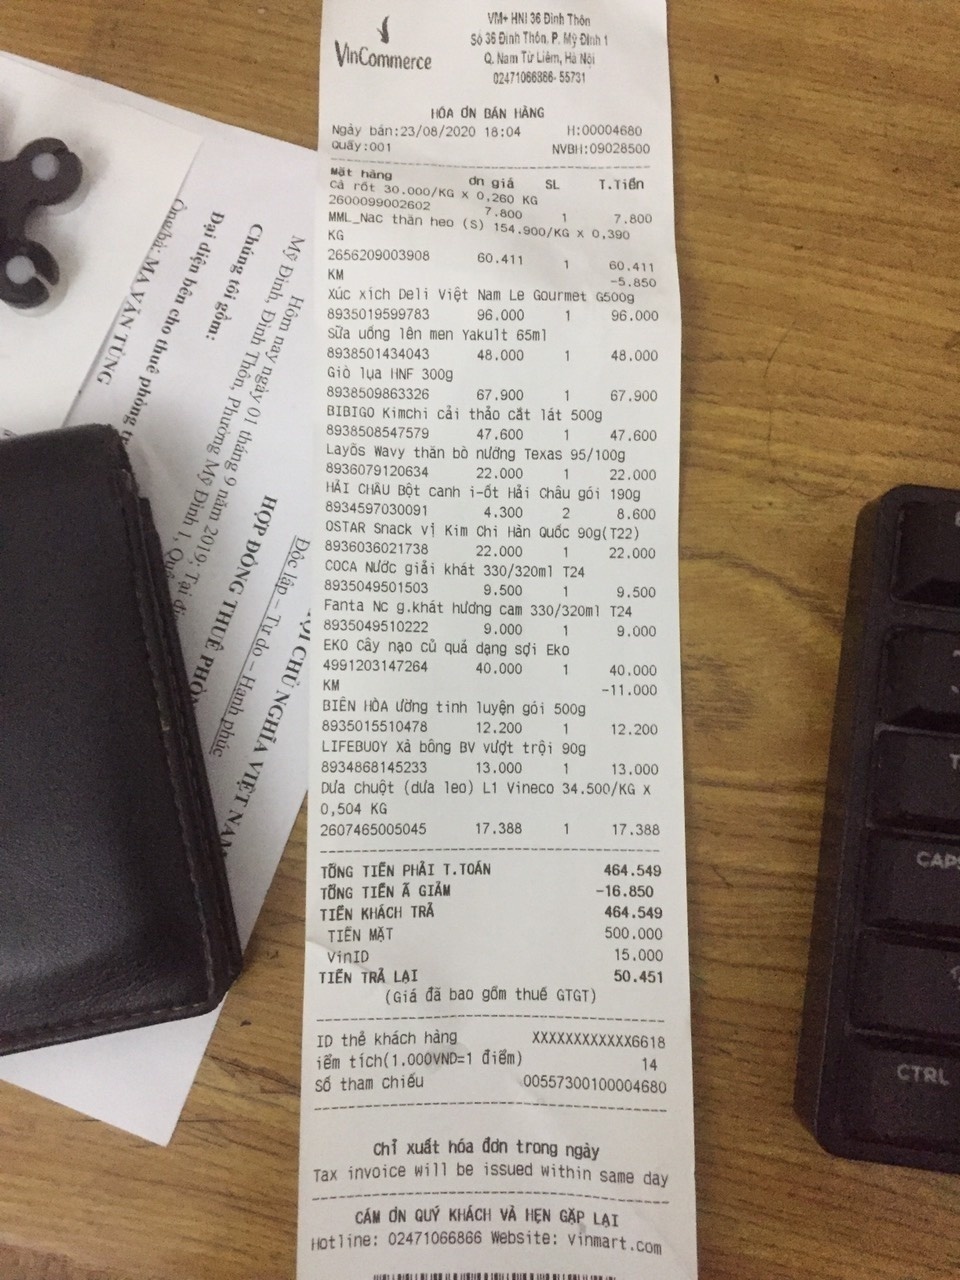 VinCommerce
VM+ HNI 36 Đình Thôn
Số 36 Đình Thôn, P. Mỹ Đình 1
Q. Nam Từ Liêm, Hà Nội
02471066866- 55731
HÓA ƠN BÁN HÀNG
Ngày bán:23/08/2020 18:04 H:00004680
Quầy:001 NVBH:09028500
Mặt hàng ơn giá SL T.Tiền
Cà rốt 30.000/KG X 0,260 KG
2600099002602 7.800 1 7.800
MML_Nạc thăn heo (S) 154.900/KG X 0,390
KG
2656209003908 60.411 1 60.411
KM -5.850
Xúc xích Deli Việt Nam Le Gourmet G500g
8935019599783 96.000 1 96.000
Sữa uống lên men Yakult 65ml
8938501434043 48.000 1 48.000
Giò lụa HNF 300g
8938509863326 67.900 1 67.900
BIBIGO Kimchi cải thảo cắt lát 500g
8938508547579 47.600 1 47.600
Layõs Wavy thăn bò nướng Texas 95/100g
8936079120634 22.000 1 22.000
HẢI CHÂU Bột canh i-ốt Hải Châu gói 190g
8934597030091 4.300 2 8.600
OSTAR Snack vị Kim Chi Hàn Quốc 90g(T22)
8936036021738 22.000 1 22.000
COCA Nước giải khát 330/320ml T24
8935049501503 9.500 1 9.500
Fanta Nc g.khát hương cam 330/320ml T24
8935049510222 9.000 1 9.000
EKO Cây nạo củ quả dạng sợi Eko
4991203147264 40.000 1 40.000
KM -11.000
BIÊN HÒA ường tinh luyện gói 500g
8935015510478 12.200 1 12.200
LIFEBUOY Xà bông BV vượt trội 90g
8934868145233 13.000 1 13.000
Dưa chuột (dưa leo) L1 Vineco 34.500/KG X
0,504 KG
2607465005045 17.388 1 17.388
TỔNG TIỀN PHẢI T.TOÁN 464.549
TỔNG TIỀN Ã GIẢM -16.850
TIỀN KHÁCH TRẢ 464.549
TIỀN MẶT 500.000
VinID 15.000
TIỀN TRẢ LẠI 50.451
(Giá đã bao gồm thuế GTGT)
ID thẻ khách hàng XXXXXXXXXXXX6618
iểm tích(1.000VND=1 điểm) 14
Số tham chiếu 00557300100004680
Chỉ xuất hóa đơn trong ngày
Tax invoice will be issued within same day
CẢM ƠN QUÝ KHÁCH VÀ HẸN GẶP LẠI
Hotline: 02471066866 Website: Vinmart.com
HỘI CHỦ NGHĨA VIỆT NAM
Độc lập – Tự do – Hạnh phúc
HỢP ĐỒNG THUÊ PHÒNG
Hôm nay ngày 01 tháng 9 năm 2019; Tại
Mỹ Đình, Đình Thôn, Phường Mỹ Đình 1,
Chúng tôi gồm:
Đại diện bên cho thuê phòng
Ông/bà: MA VĂN TÙNG
CAPS
CTRL